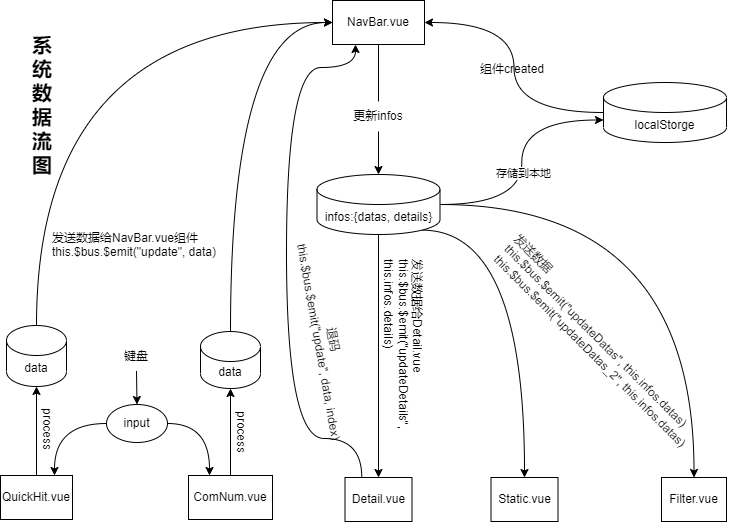 系统数据流图
NavBar.vue
组件created
更新infos
localStorge
存储到本地
infos:{datas, details}
发送数据给NavBar.vue组件
this.$bus.$emit("update", data)
发送数据给Detail.vue
this.$bus.$emit("updateDetails",
this.infos.details)
发送数据
this.$bus.$emit("updateDatas", this.infos.datas)
this.$bus.$emit("updateDatas_2", this.infos.datas)
退码
this.$bus.$emit("update", data, index)
data
键盘
data
input
process
process
QuickHit.vue
ComNum.vue
Detail.vue
Static.vue
Filter.vue